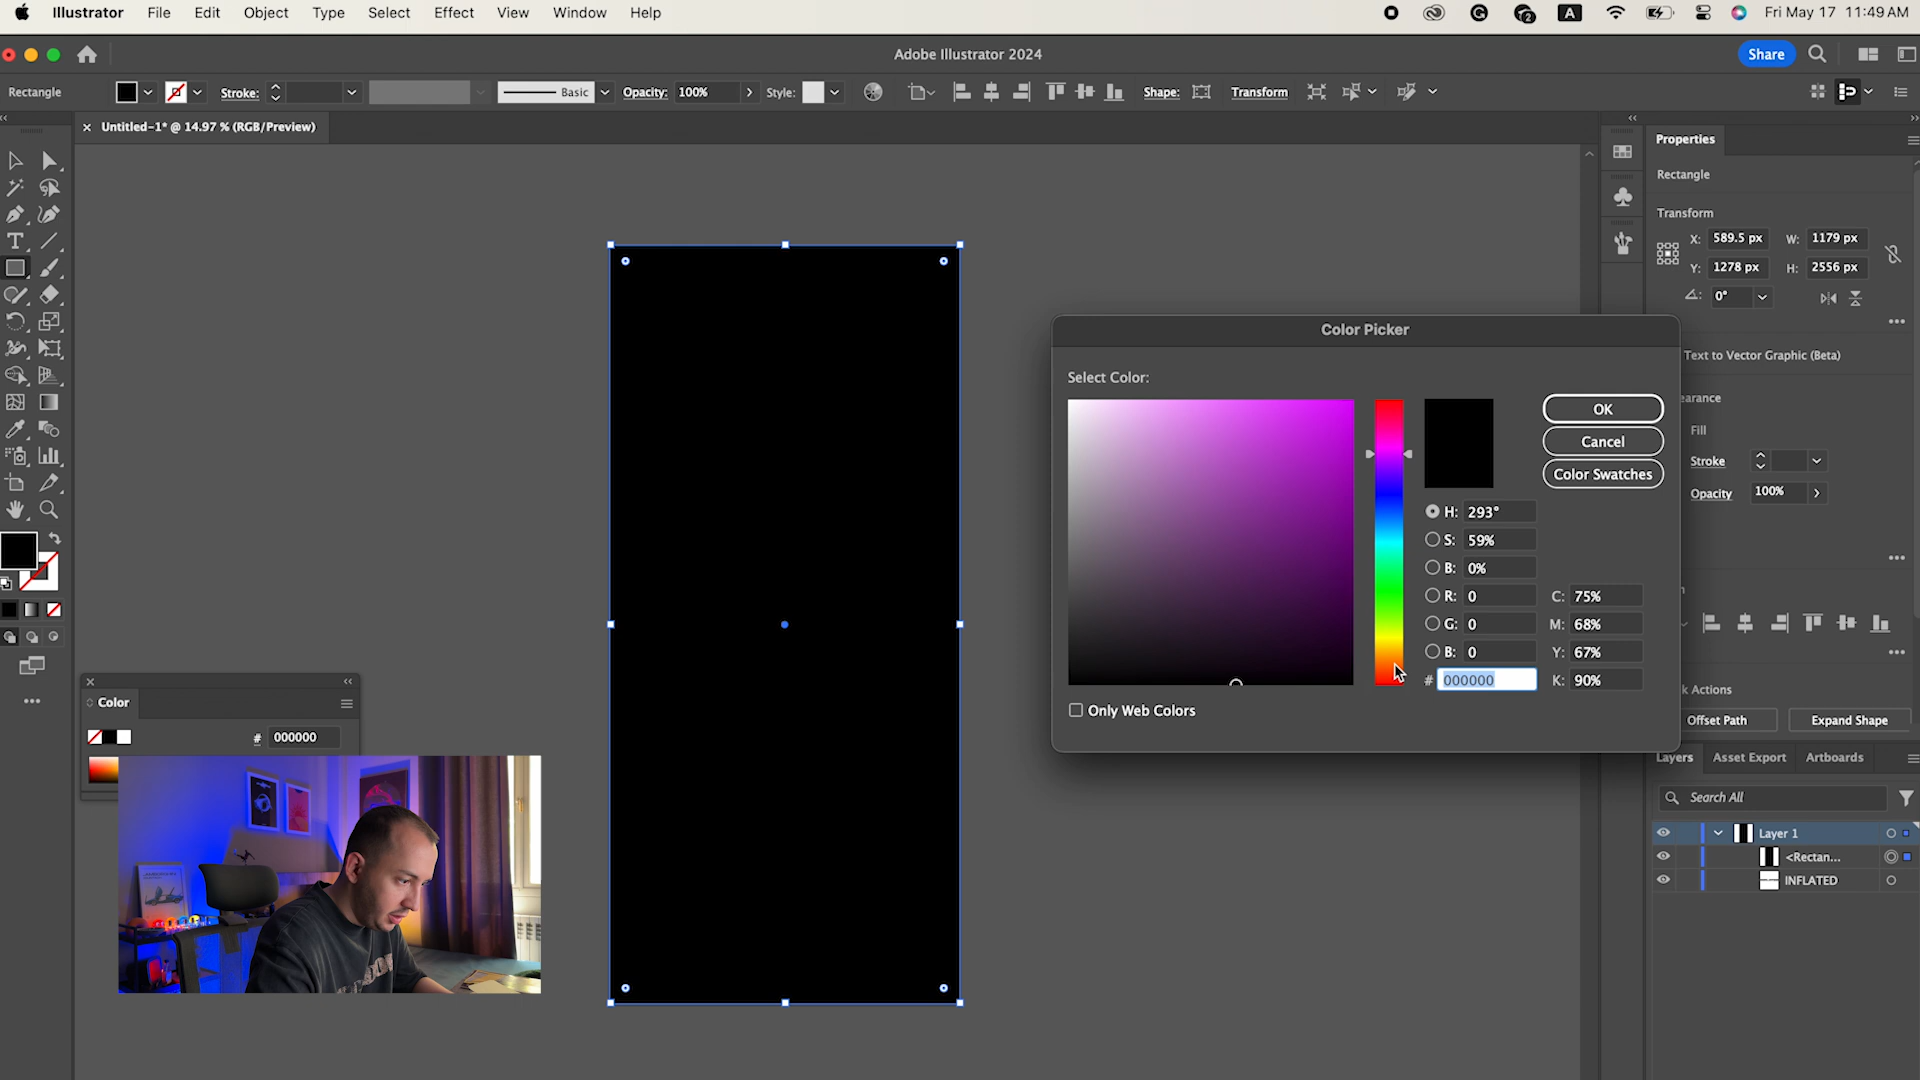 Illustrator File Edit Object Type Select Effect View Window Help
A 2 Fri May 17 11:49 AM
Adobe Illustrator 2024
Share
Rectangle Stroke: Basic Opacity: 100% Style: Shape: Transform
Untitled-1* @ 14.97 % (RGB/Preview)
Properties
Rectangle
Transform
X: 589.5 px W: 1179 px
Y: 1278 px H: 2556 px
0°
Color Picker
Text to Vector Graphic (Beta)
Select Color:
earance
OK
Fill
Cancel
Stroke
Color Swatches
Opacity 100%
H: 293°
S: 59%
B: 0%
R: 0 C: 75%
G: 0 M: 68%
B: 0 Y: 67%
# 000000 K: 90%
Only Web Colors
k Actions
Offset Path Expand Shape
Color
# 000000
Layers Asset Export Artboards
Search All
Layer 1
<Rectan...
INFLATED